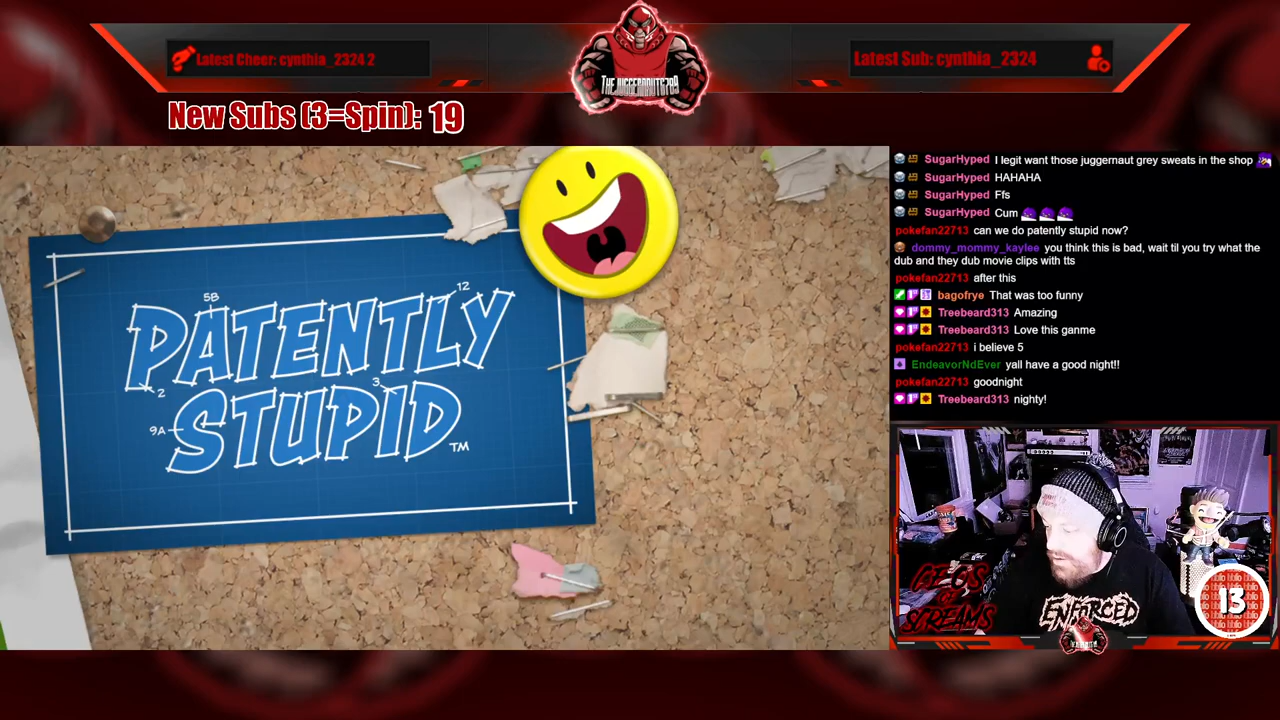 Latest Cheer: cynthia_2324 2
THEJUGGERNAUT6789
Latest Sub: cynthia_2324
New Subs (3=Spin): 19
SugarHyped I legit want those juggernaut grey sweats in the shop
SugarHyped HAHAHA
SugarHyped Ffs
SugarHyped Cum
pokefan22713 can we do patently stupid now?
dommy_mommy_kaylee you think this is bad, wait til you try what the
dub and they dub movie clips with tts
pokefan22713 after this
bagofrye That was too funny
Treebeard313 Amazing
Treebeard313 Love this ganme
pokefan22713 i believe 5
EndeavorNdEver yall have a good night!!
pokefan22713 goodnight
Treebeard313 nighty!
5B
12
PATENTLY
2
3
9A
STUPID
TM
OF
SCREAMS
ENFORCED
13